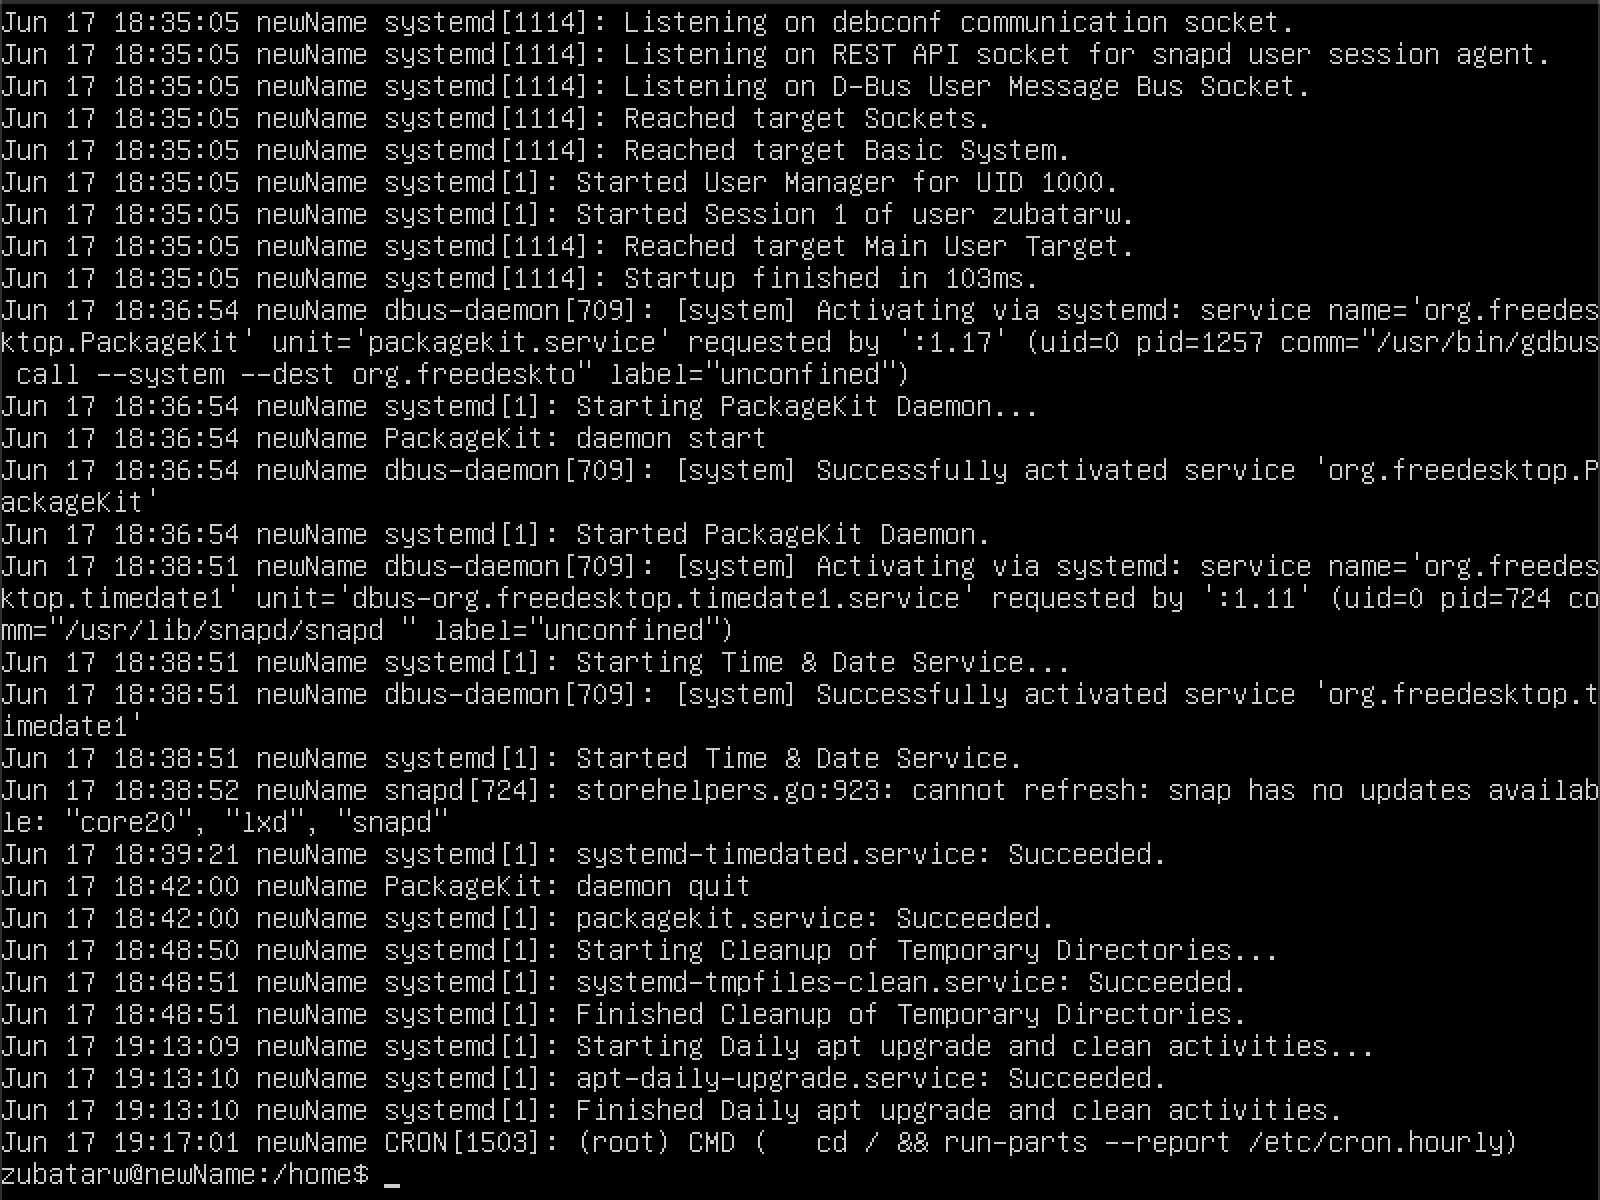 Jun 17 18:35:05 newName systemd[1114]: Listening on debconf communication socket.
Jun 17 18:35:05 newName systemd[1114]: Listening on REST API socket for snapd user session agent.
Jun 17 18:35:05 newName systemd[1114]: Listening on D-Bus User Message Bus Socket.
Jun 17 18:35:05 newName systemd[1114]: Reached target Sockets.
Jun 17 18:35:05 newName systemd[1114]: Reached target Basic System.
Jun 17 18:35:05 newName systemd[1]: Started User Manager for UID 1000.
Jun 17 18:35:05 newName systemd[1]: Started Session 1 of user zubatarw.
Jun 17 18:35:05 newName systemd[1114]: Reached target Main User Target.
Jun 17 18:35:05 newName systemd[1114]: Startup finished in 103ms.
Jun 17 18:36:54 newName dbus-daemon[709]: [system] Activating via systemd: service name='org.freedes
ktop.PackageKit' unit='packagekit.service' requested by ':1.17' (uid=0 pid=1257 comm="/usr/bin/gdbus
 call --system --dest org.freedeskto" label="unconfined")
Jun 17 18:36:54 newName systemd[1]: Starting PackageKit Daemon...
Jun 17 18:36:54 newName PackageKit: daemon start
Jun 17 18:36:54 newName dbus-daemon[709]: [system] Successfully activated service 'org.freedesktop.P
ackageKit'
Jun 17 18:36:54 newName systemd[1]: Started PackageKit Daemon.
Jun 17 18:38:51 newName dbus-daemon[709]: [system] Activating via systemd: service name='org.freedes
ktop.timedate1' unit='dbus-org.freedesktop.timedate1.service' requested by ':1.11' (uid=0 pid=724 co
mm="/usr/lib/snapd/snapd " label="unconfined")
Jun 17 18:38:51 newName systemd[1]: Starting Time & Date Service...
Jun 17 18:38:51 newName dbus-daemon[709]: [system] Successfully activated service 'org.freedesktop.t
imedate1'
Jun 17 18:38:51 newName systemd[1]: Started Time & Date Service.
Jun 17 18:38:52 newName snapd[724]: storehelpers.go:923: cannot refresh: snap has no updates availab
le: "core20", "lxd", "snapd"
Jun 17 18:39:21 newName systemd[1]: systemd-timedated.service: Succeeded.
Jun 17 18:42:00 newName PackageKit: daemon quit
Jun 17 18:42:00 newName systemd[1]: packagekit.service: Succeeded.
Jun 17 18:48:50 newName systemd[1]: Starting Cleanup of Temporary Directories...
Jun 17 18:48:51 newName systemd[1]: systemd-tmpfiles-clean.service: Succeeded.
Jun 17 18:48:51 newName systemd[1]: Finished Cleanup of Temporary Directories.
Jun 17 19:13:09 newName systemd[1]: Starting Daily apt upgrade and clean activities...
Jun 17 19:13:10 newName systemd[1]: apt-daily-upgrade.service: Succeeded.
Jun 17 19:13:10 newName systemd[1]: Finished Daily apt upgrade and clean activities.
Jun 17 19:17:01 newName CRON[1503]: (root) CMD (   cd / && run-parts --report /etc/cron.hourly)
zubatarw@newName:/home$ _